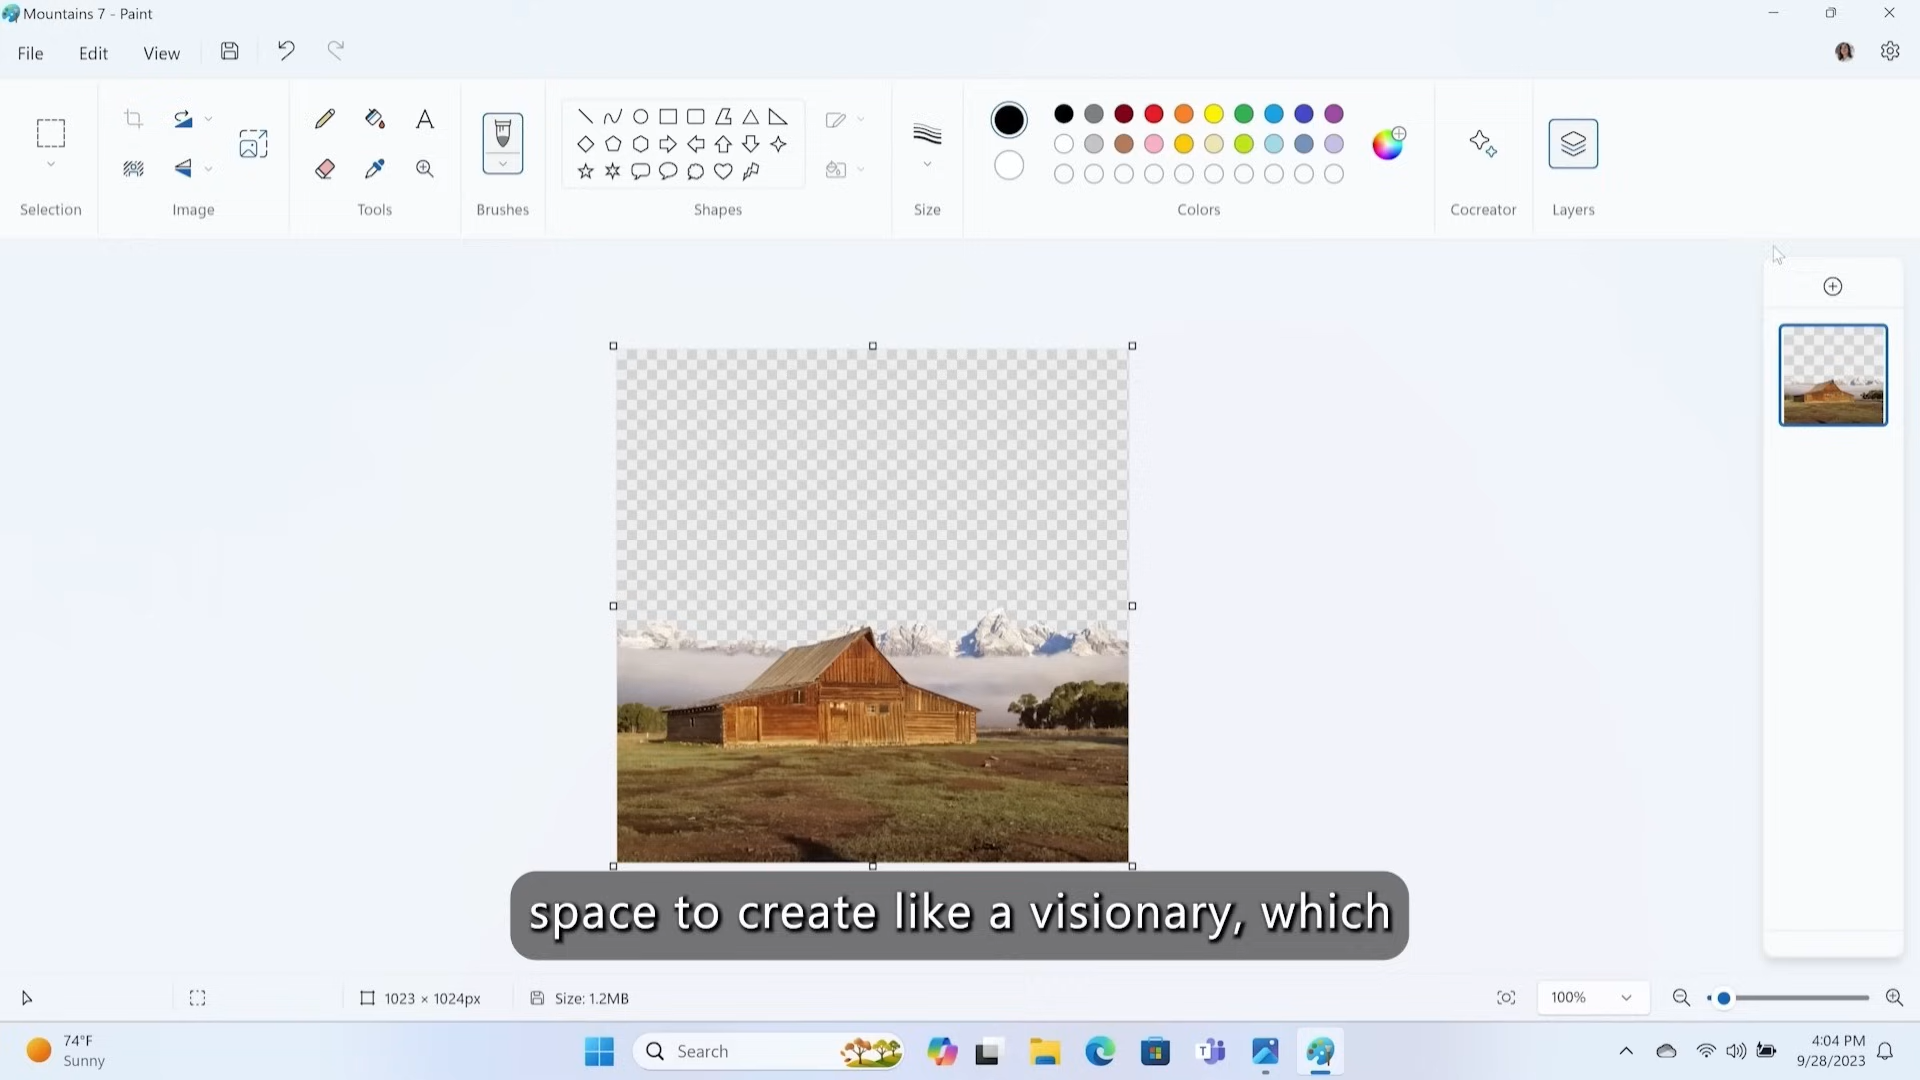 Mountains 7 - Paint
File Edit View
A
Selection Image Tools Brushes Shapes Size Colors Cocreator Layers
space to create like a visionary, which
1023 × 1024px Size: 1.2MB 100%
74°F
Sunny
Search
4:04 PM
9/28/2023